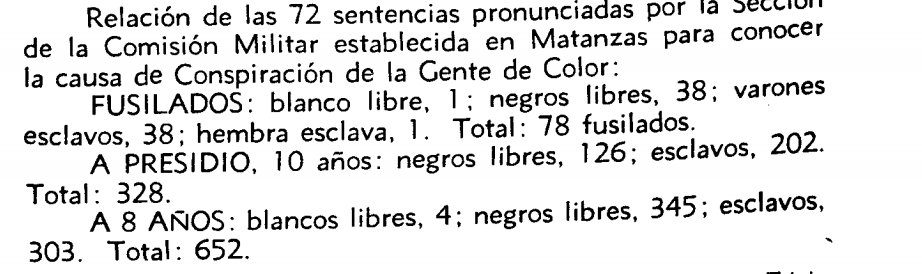 Relación de las 72 sentencias pronunciadas por la Sección
de la Comisión Militar establecida en Matanzas para conocer
la causa de Conspiración de la Gente de Color:
FUSILADOS: blanco libre, 1; negros libres, 38; varones
esclavos, 38; hembra esclava, 1. Total: 78 fusilados.
A PRESIDIO, 10 años: negros libres, 126; esclavos, 202.
Total: 328.
A 8 AÑOS: blancos libres, 4; negros libres, 345; esclavos,
303. Total: 652.